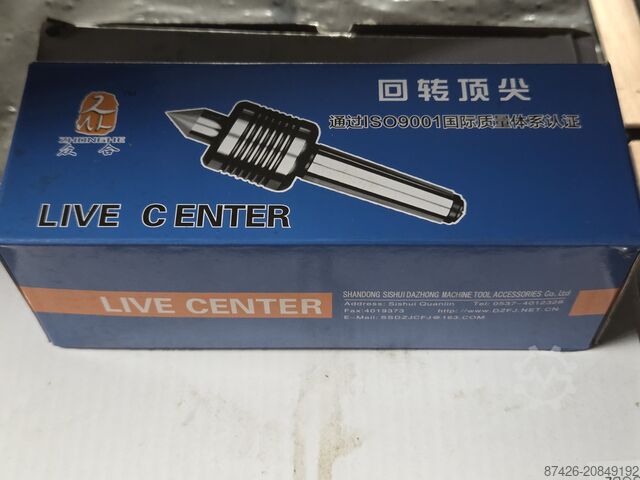 回转顶尖
™
通过ISO9001国际质量体系认证
ZHONGHE
众合
LIVE C ENTER
LIVE CENTER
SHANDONG SISHUI DAZHONG MACHINE TOOL ACCESSORIES Co. Ltd
Address: Sishui Quanlin Tel: 0537-4012328
Fax:4019373 http: //www.DZFJ.NET.CN
E-Mail: SSDZJCFJ@163.COM
87426-20849192